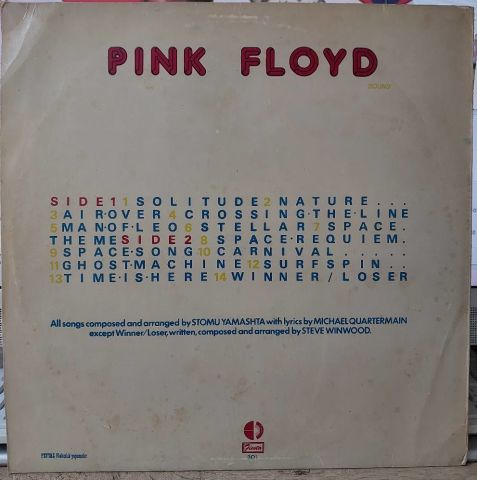 PINK FLOYD
SOUND
SIDE 1 1 SOLITUDE 2 NATURE ...
3 AIR·OVER 4 CROSSING·THE·LINE
5 MAN·OF·LEO 6 STELLAR 7 SPACE.
THEME SIDE 2 8 SPACE·REQUIEM.
9 SPACE·SONG 10 CARNIVAL .....
11 GHOST·MACHINE 12 SURF SPIN ..
13 TIME·IS·HERE 14 WINNER / LOSER
All songs composed and arranged by STOMU YAMASHTA with lyrics by MICHAEL QUARTERMAIN
except Winner/Loser, written, composed and arranged by STEVE WINWOOD.
Fiesta
301